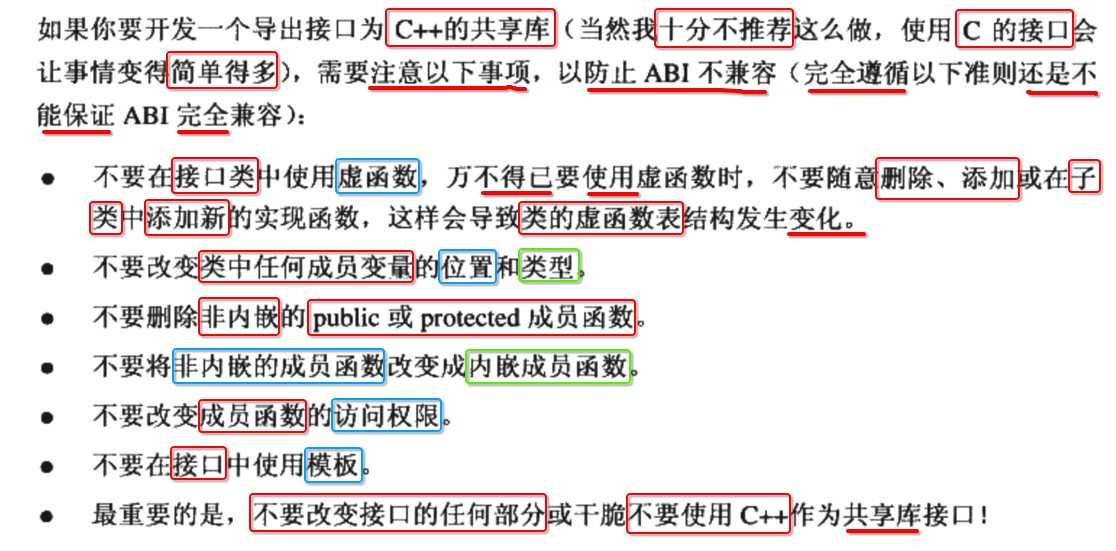 如果你要开发一个导出接口为 C++的共享库（当然我十分不推荐这么做，使用 C 的接口会
让事情变得简单得多），需要注意以下事项，以防止 ABI 不兼容（完全遵循以下准则还是不
能保证 ABI 完全兼容）：
● 不要在接口类中使用虚函数，万不得已要使用虚函数时，不要随意删除、添加或在子
类中添加新的实现函数，这样会导致类的虚函数表结构发生变化。
● 不要改变类中任何成员变量的位置和类型。
● 不要删除非内嵌的 public 或 protected 成员函数。
● 不要将非内嵌的成员函数改变成内嵌成员函数。
● 不要改变成员函数的访问权限。
● 不要在接口中使用模板。
● 最重要的是，不要改变接口的任何部分或干脆不要使用 C++作为共享库接口！